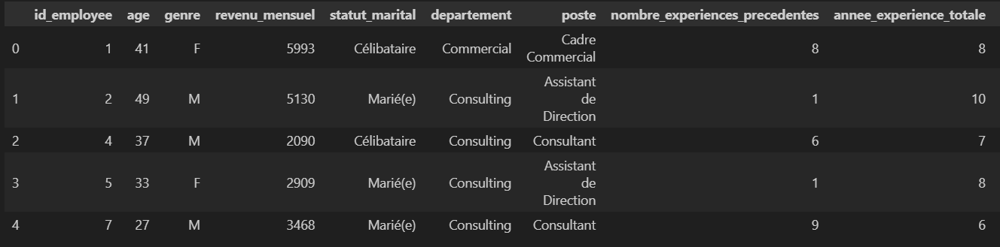 id_employee age genre revenu_mensuel statut_marital departement poste nombre_experiences_precedentes annee_experience_totale
0 1 41 F 5993 Célibataire Commercial Cadre Commercial 8 8
1 2 49 M 5130 Marié(e) Consulting Assistant de Direction 1 10
2 4 37 M 2090 Célibataire Consulting Consultant 6 7
3 5 33 F 2909 Marié(e) Consulting Assistant de Direction 1 8
4 7 27 M 3468 Marié(e) Consulting Consultant 9 6